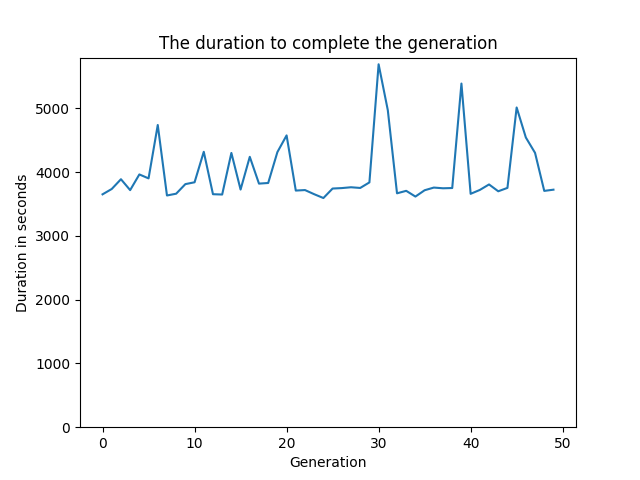 The duration to complete the generation
Duration in seconds
5000
4000
3000
2000
1000
0
0 10 20 30 40 50
Generation